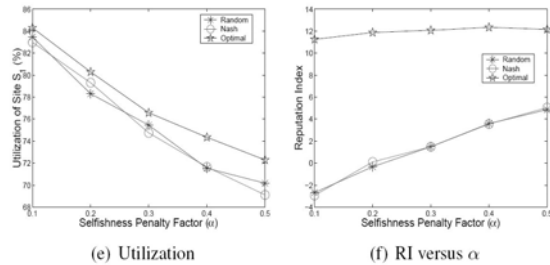 86
84
82
80
78
76
74
72
70
68
0.1
0.2
0.3
0.4
0.5
Utilization of Site S1 (%)
Selfishness Penalty Factor (α)
Random
Nash
Optimal
(e) Utilization
14
12
10
8
6
4
2
0
-2
-4
0.1
0.2
0.3
0.4
0.5
Reputation Index
Selfishness Penalty Factor (α)
Random
Nash
Optimal
(f) RI versus α